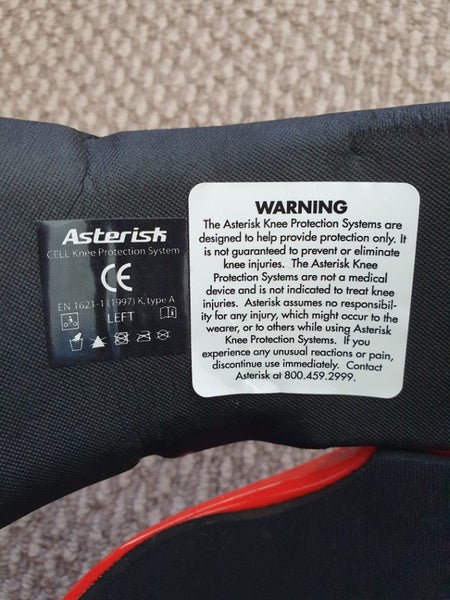 Asterisk
CELL Knee Protection System
CE
EN 1621-1 (1997) K,type A
LEFT
WARNING
The Asterisk Knee Protection Systems are
designed to help provide protection only. It
is not guaranteed to prevent or eliminate
knee injuries. The Asterisk Knee
Protection Systems are not a medical
device and is not indicated to treat knee
injuries. Asterisk assumes no responsibil-
ity for any injury, which might occur to the
wearer, or to others while using Asterisk
Knee Protection Systems. If you
experience any unusual reactions or pain,
discontinue use immediately. Contact
Asterisk at 800.459.2999.